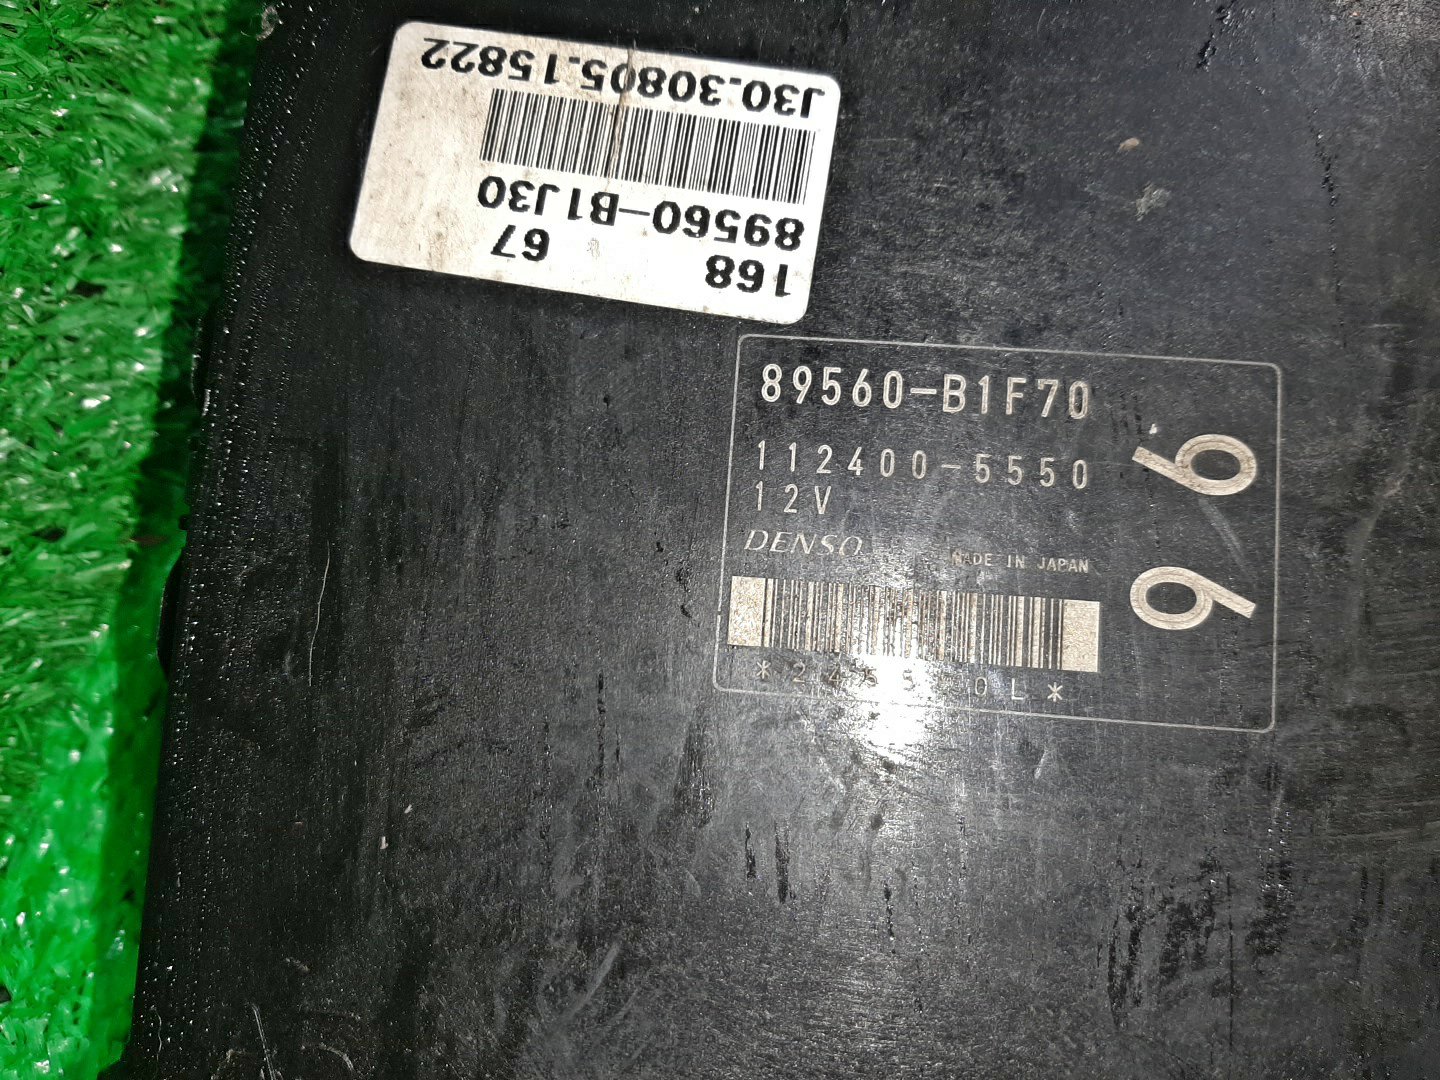 168 67
89560-B1J30
J30.30805.15822
89560-B1F70
112400-5550
12V
DENSO MADE IN JAPAN
96